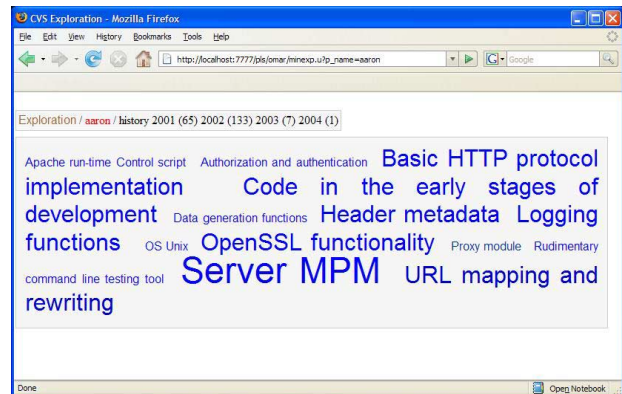 CVS Exploration - Mozilla Firefox
File Edit View History Bookmarks Tools Help
http://localhost:7777/pls/omar/minexp.u?p_name=aaron
Google
Exploration / aaron / history 2001 (65) 2002 (133) 2003 (7) 2004 (1)
Apache run-time Control script Authorization and authentication Basic HTTP protocol
implementation Code in the early stages of
development Data generation functions Header metadata Logging
functions OS Unix OpenSSL functionality Proxy module Rudimentary
command line testing tool Server MPM URL mapping and
rewriting
Done Open Notebook